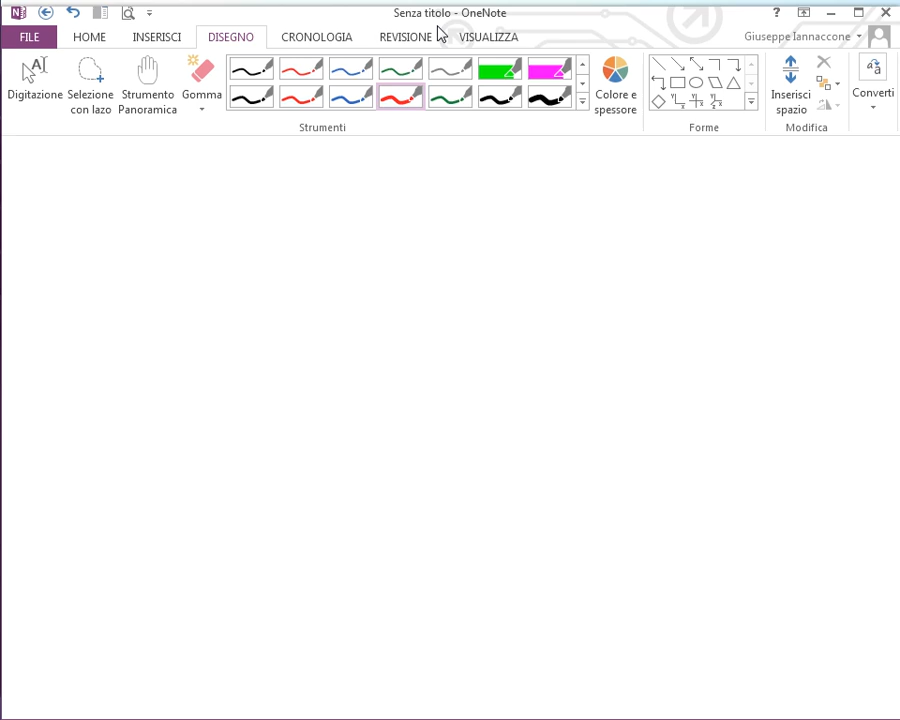 Senza titolo - OneNote
FILE HOME INSERISCI DISEGNO CRONOLOGIA REVISIONE VISUALIZZA Giuseppe Iannaccone
Digitazione
Selezione con lazo
Strumento Panoramica
Gomma
Colore e spessore
Inserisci spazio
Converti
Strumenti
Forme
Modifica